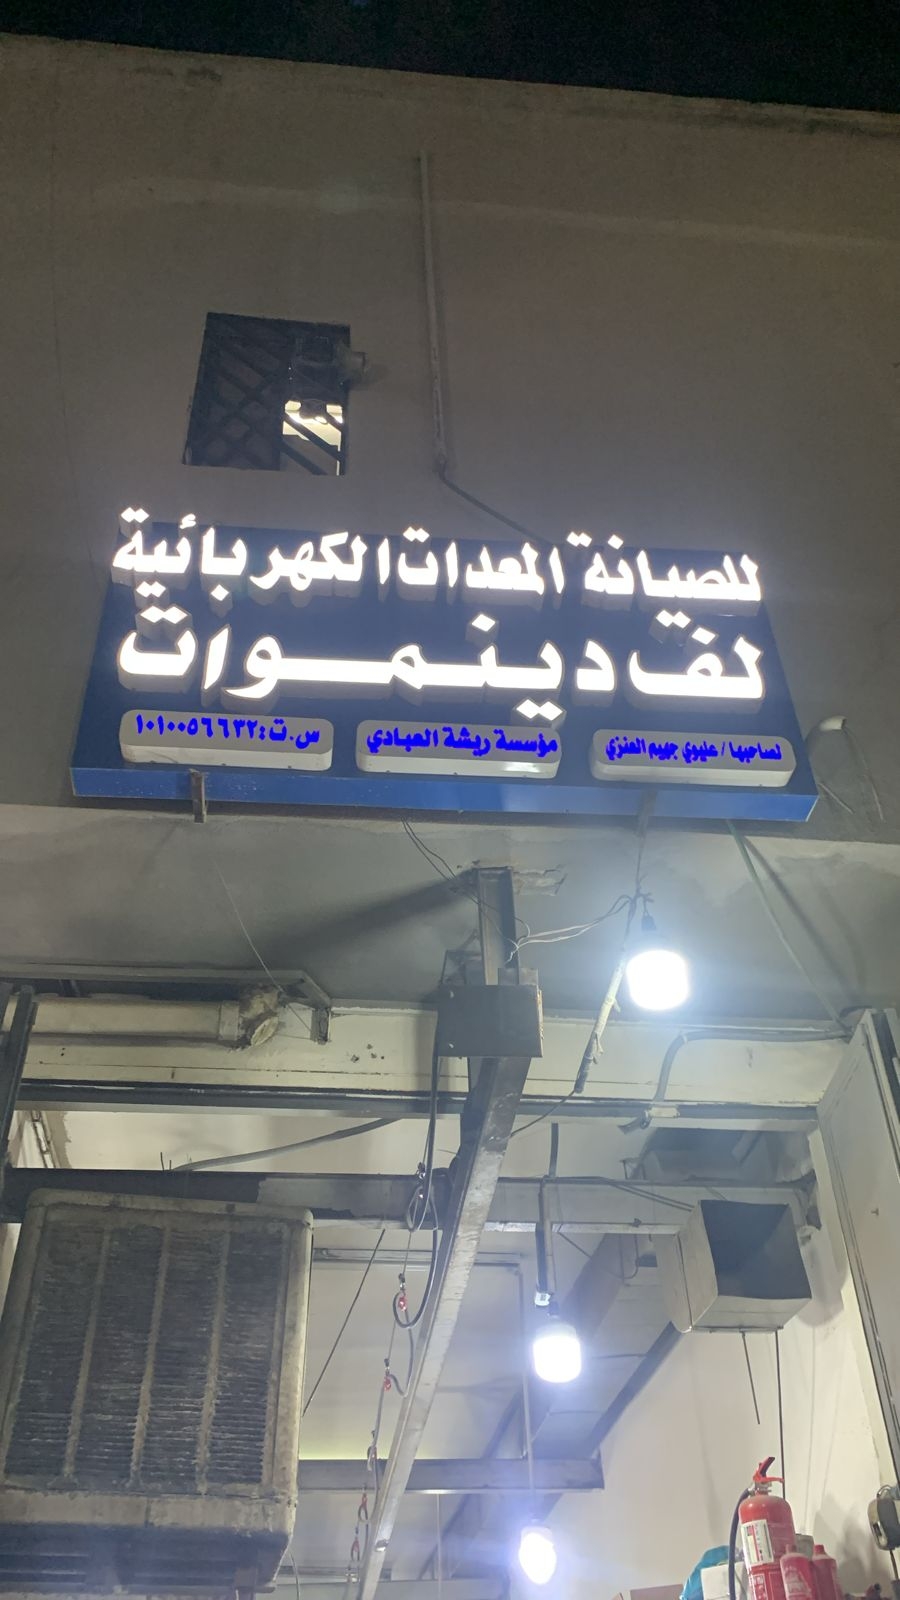 للصيانة المعدات الكهربائية
لف دينموات
لصاحبها / عليوي جهيم العنزي
مؤسسة ريشة العبادي
س.ت: ١٠١٠٠٥٦٦٣٢